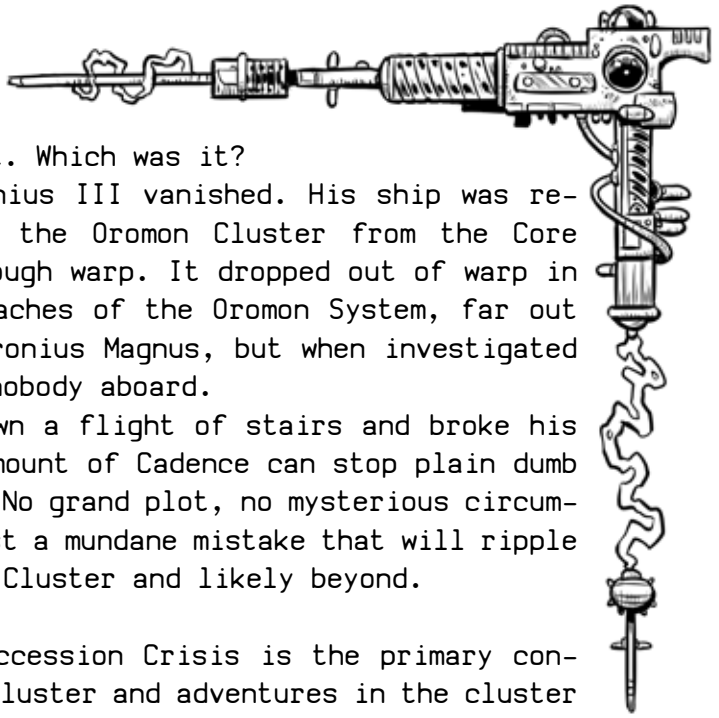 . Which was it?
nius III vanished. His ship was re-
the Oromon Cluster from the Core
ough warp. It dropped out of warp in
aches of the Oromon System, far out
ronius Magnus, but when investigated
nobody aboard.
wn a flight of stairs and broke his
mount of Cadence can stop plain dumb
No grand plot, no mysterious circum-
t a mundane mistake that will ripple
Cluster and likely beyond.
ccession Crisis is the primary con-
luster and adventures in the cluster